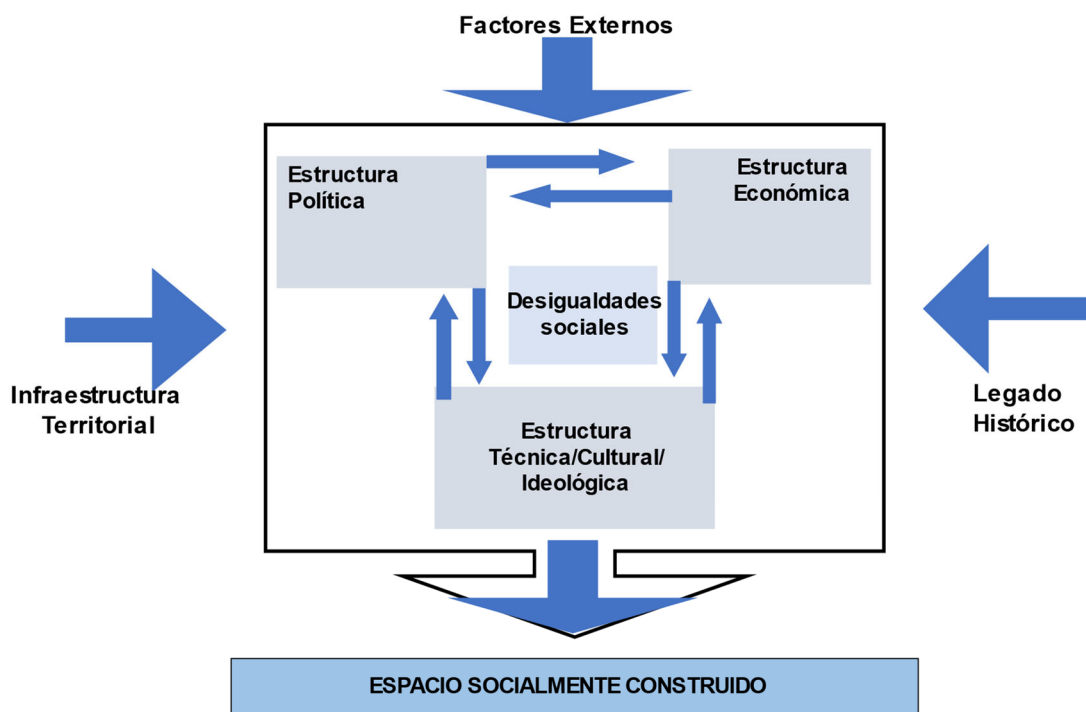 Factores Externos
Estructura
Política
Estructura
Económica
Desigualdades
sociales
Infraestructura
Territorial
Legado
Histórico
Estructura
Técnica/Cultural/
Ideológica
ESPACIO SOCIALMENTE CONSTRUIDO